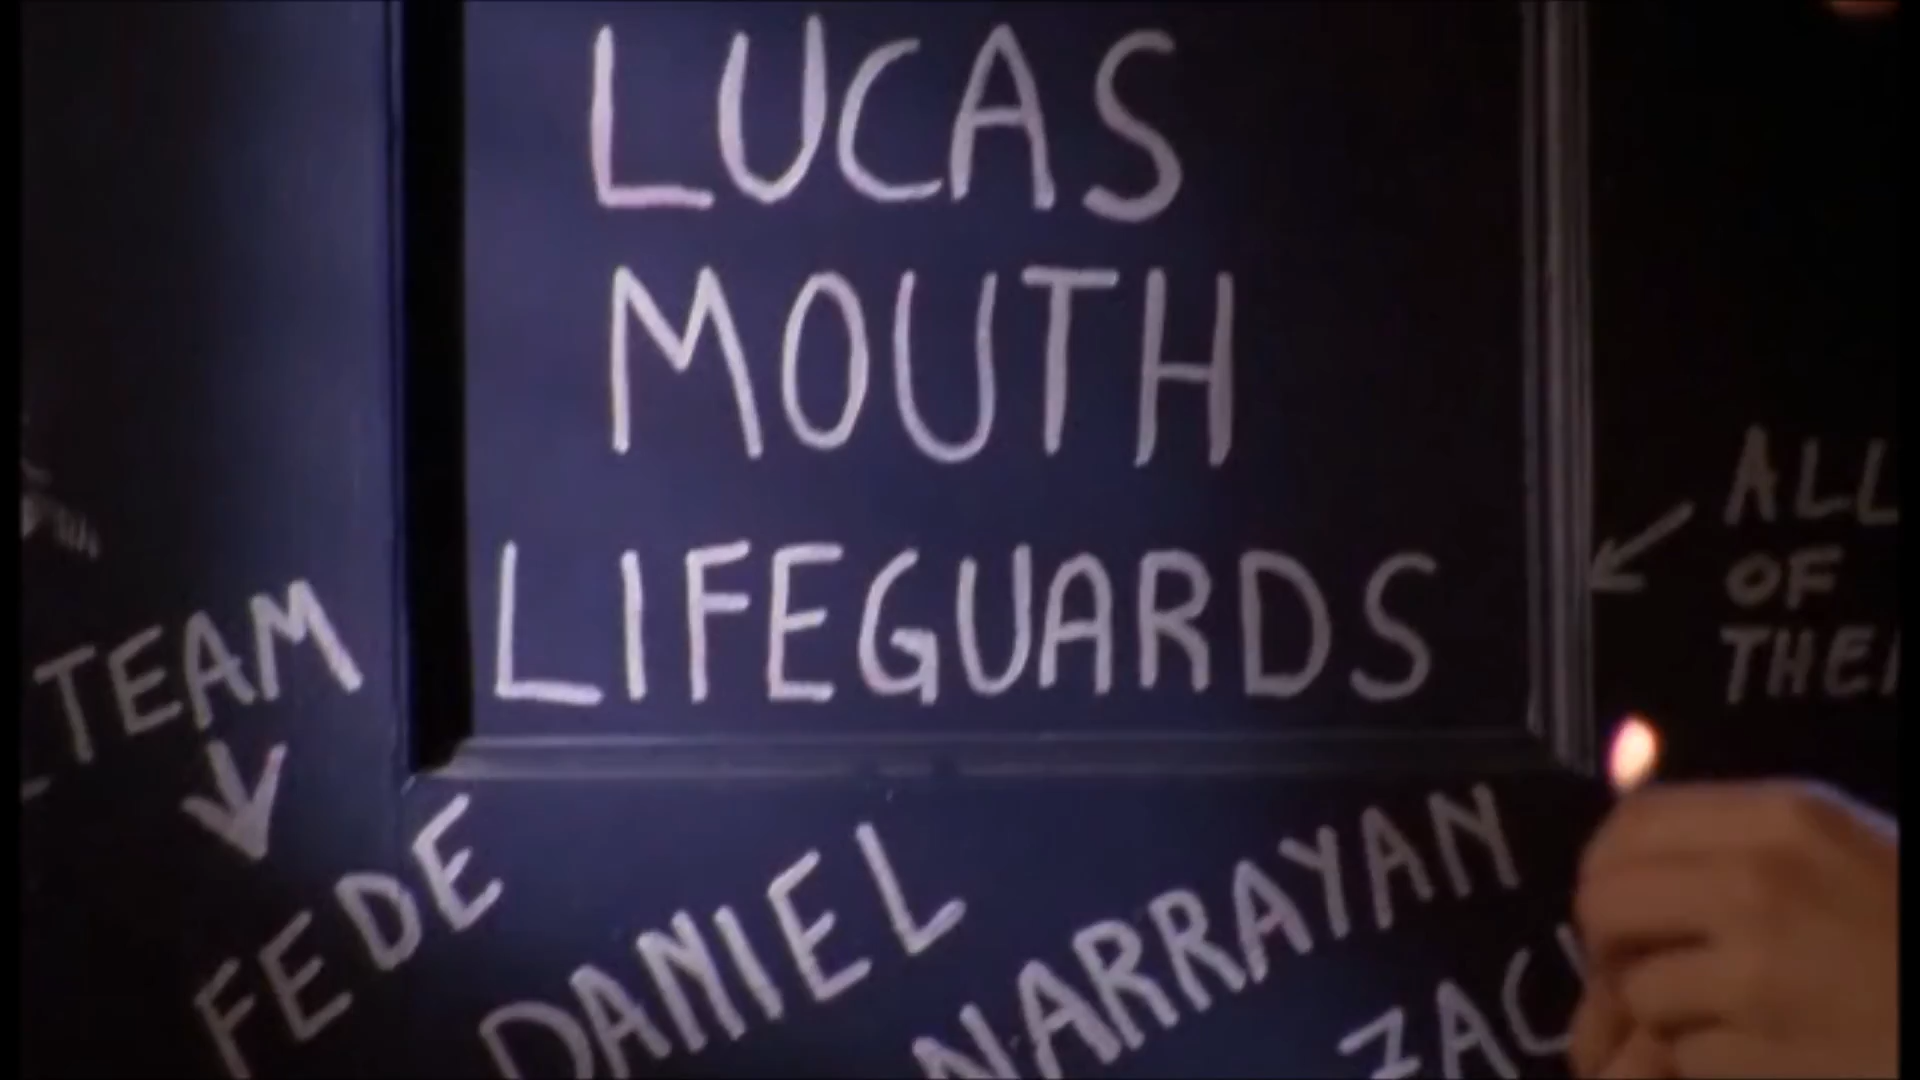 LUCAS
MOUTH
LIFEGUARDS
ALL
OF
TEAM
FEDE
DANIEL
NARRAYAN